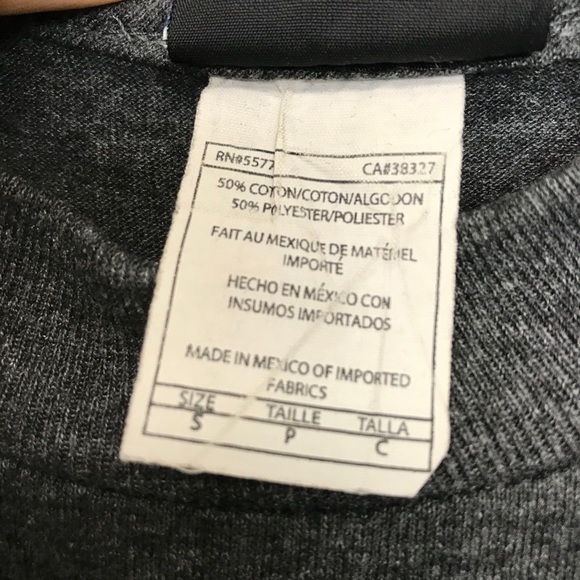 RN#5577 CA#38327
50% COTTON/COTON/ALGODON
50% POLYESTER/POLIESTER
FAIT AU MEXIQUE DE MATÉRIEL
IMPORTÉ
HECHO EN MÉXICO CON
INSUMOS IMPORTADOS
MADE IN MEXICO OF IMPORTED
FABRICS
SIZE TAILLE TALLA
S P C